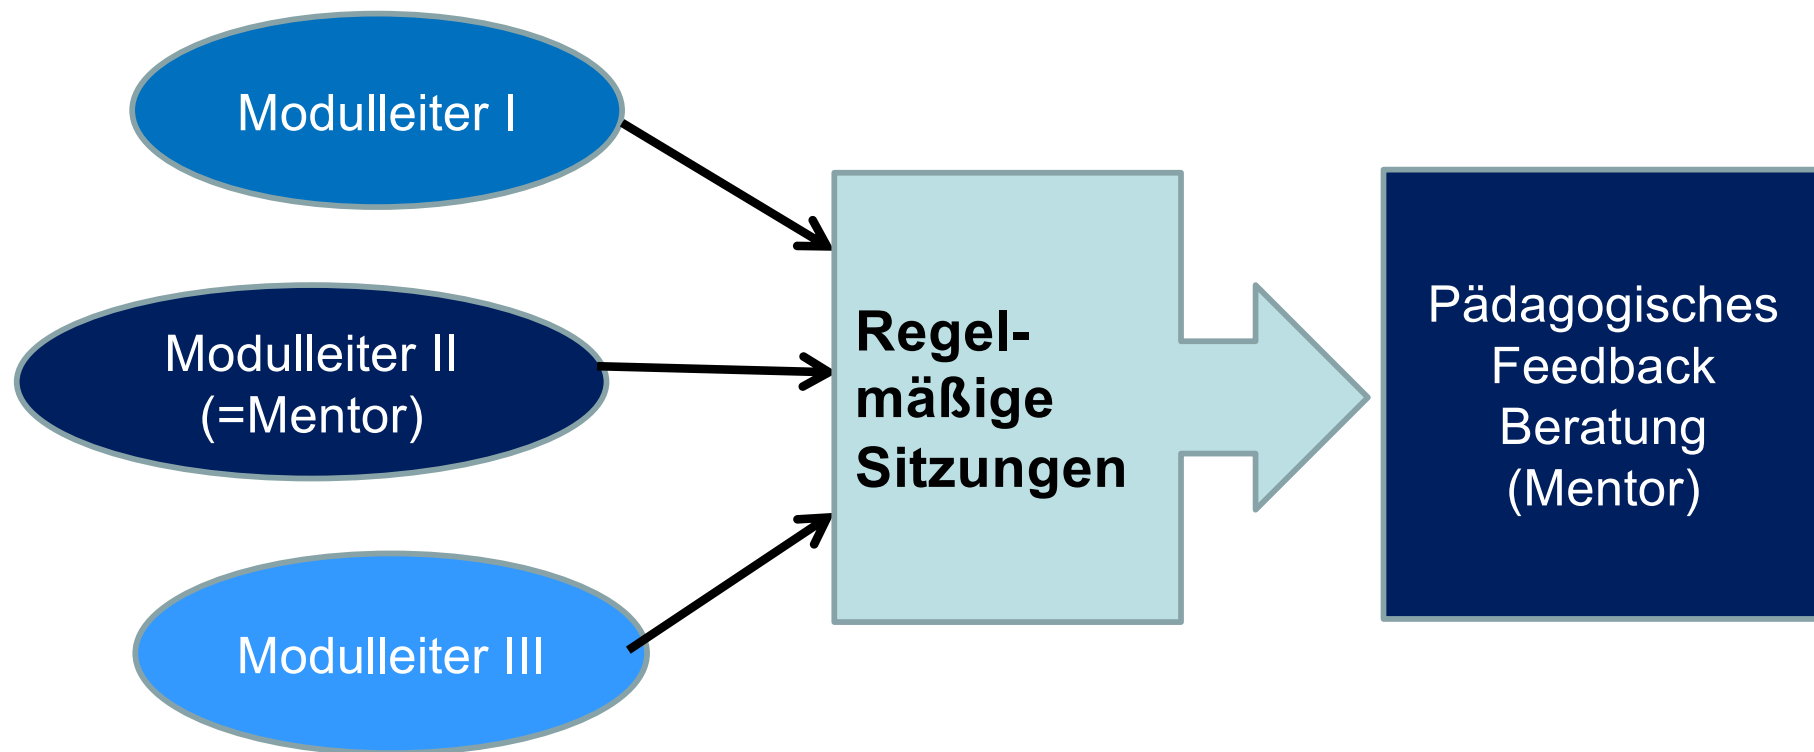 Modulleiter I
Modulleiter II
(=Mentor)
Modulleiter III
Regel-
mäßige
Sitzungen
Pädagogisches
Feedback
Beratung
(Mentor)